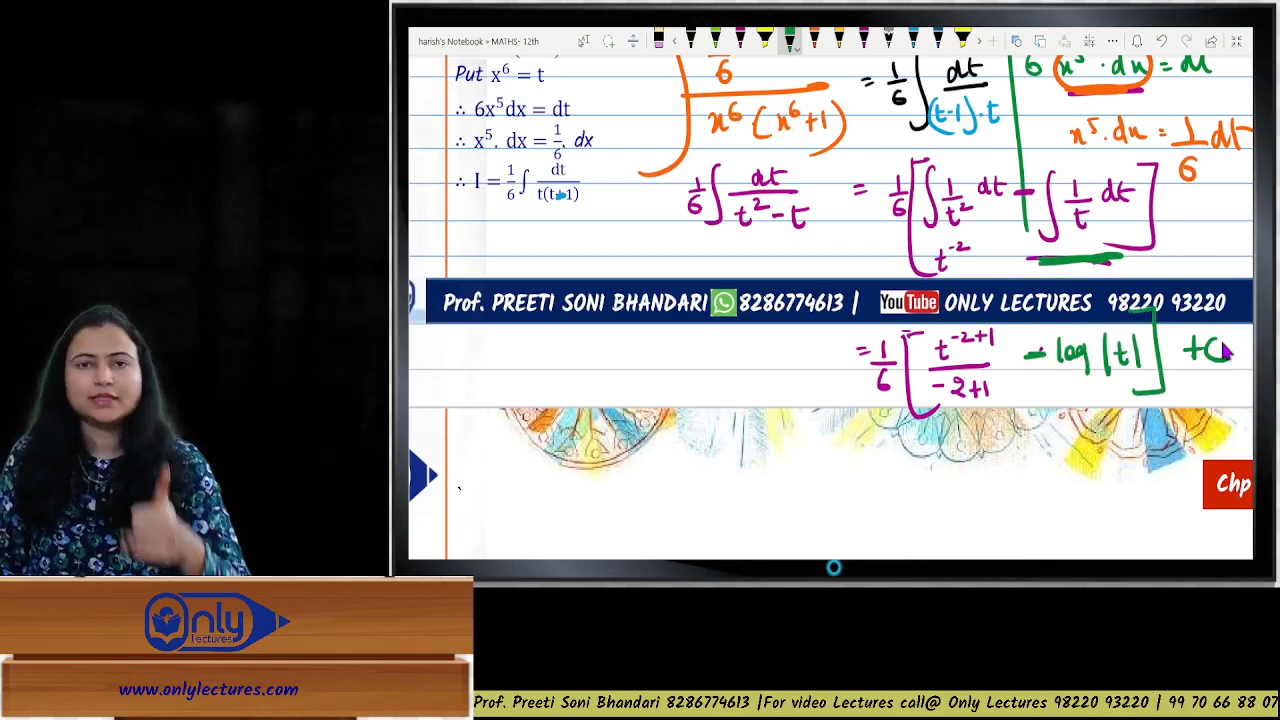 harish's Notebook » MATHS- 12th
Put x⁶ = t
∴ 6x⁵dx = dt
∴ x⁵. dx = 1/6. dx
∴ I = 1/6 ∫ dt/t(t-1)
6
x⁶ (x⁶+1)
= 1/6 ∫ dt/(t-1)·t
6 x⁵ · dx = dt
x⁵·dx = 1/6 dt
1/6 ∫ dt/t² - t = 1/6 [∫ 1/t² dt - ∫ 1/t dt]
t⁻²
Prof. PREETI SONI BHANDARI 8286774613 | YouTube ONLY LECTURES 98220 93220
= 1/6 [ t⁻²⁺¹/-2+1 - log |t| ] + C
Chp
Only
lectures
www.onlylectures.com
Prof. Preeti Soni Bhandari 8286774613 |For video Lectures call@ Only Lectures 98220 93220 | 99 70 66 88 07